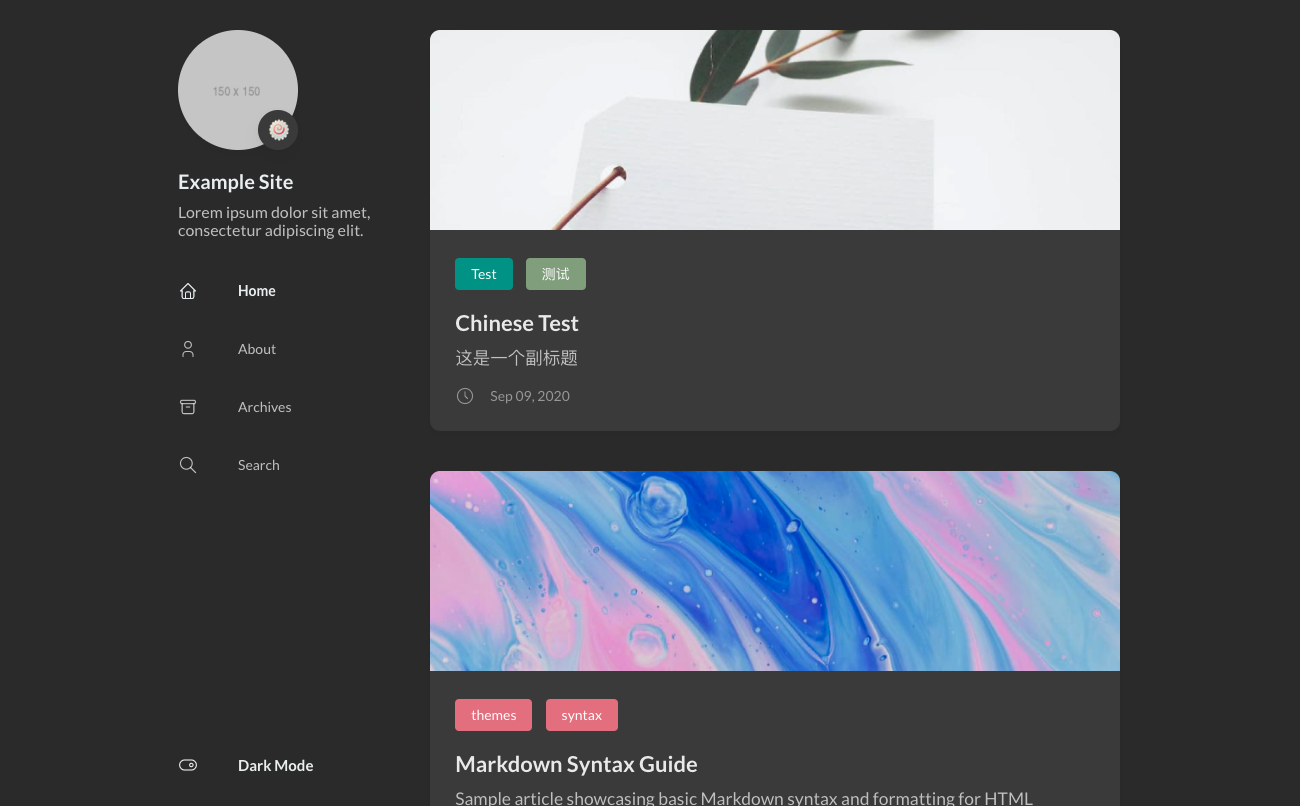 150 x 150
Example Site
Lorem ipsum dolor sit amet,
consectetur adipiscing elit.
Home
About
Archives
Search
Dark Mode
Test
测试
Chinese Test
这是一个副标题
Sep 09, 2020
themes
syntax
Markdown Syntax Guide
Sample article showcasing basic Markdown syntax and formatting for HTML